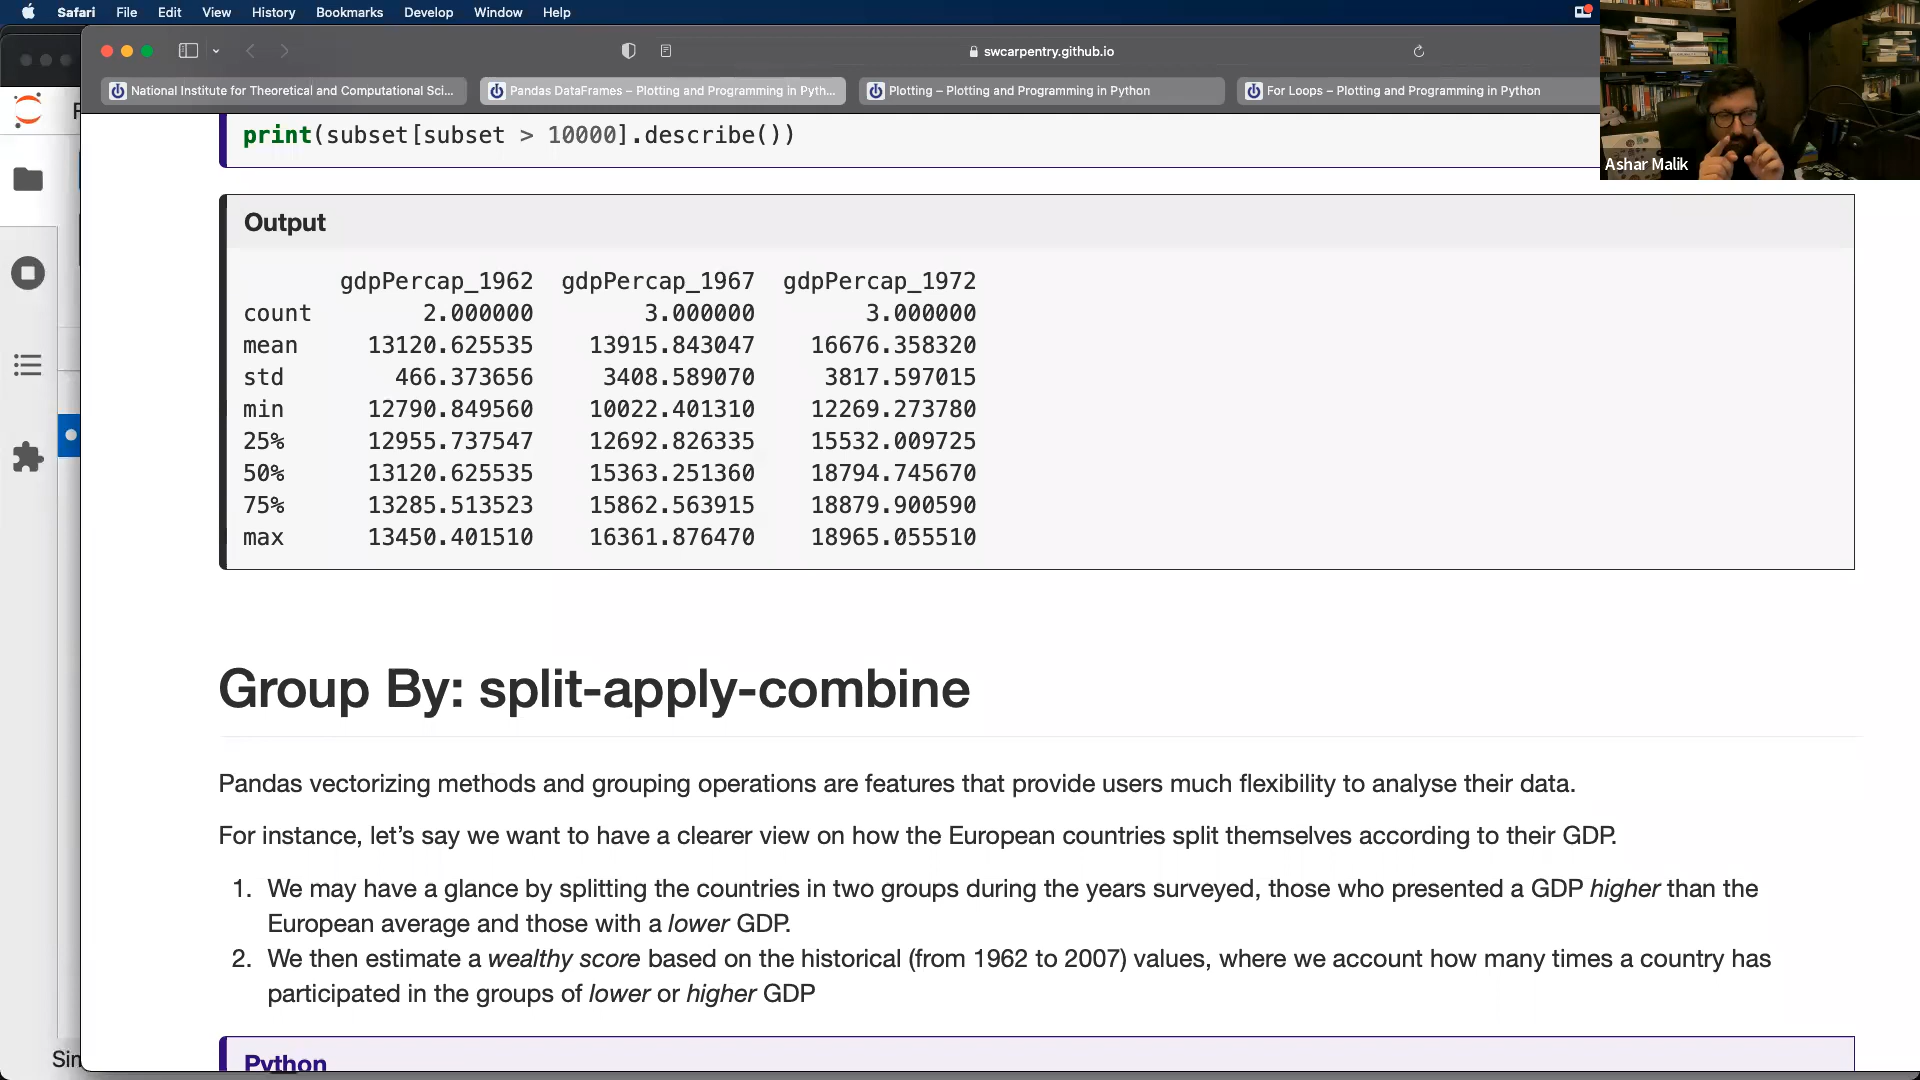 Safari File Edit View History Bookmarks Develop Window Help
swcarpentry.github.io
National Institute for Theoretical and Computational Sci...
Pandas DataFrames – Plotting and Programming in Pyth...
Plotting – Plotting and Programming in Python
For Loops – Plotting and Programming in Python
Ashar Malik
print(subset[subset > 10000].describe())
Output
gdpPercap_1962 gdpPercap_1967 gdpPercap_1972
count 2.000000 3.000000 3.000000
mean 13120.625535 13915.843047 16676.358320
std 466.373656 3408.589070 3817.597015
min 12790.849560 10022.401310 12269.273780
25% 12955.737547 12692.826335 15532.009725
50% 13120.625535 15363.251360 18794.745670
75% 13285.513523 15862.563915 18879.900590
max 13450.401510 16361.876470 18965.055510
Group By: split-apply-combine
Pandas vectorizing methods and grouping operations are features that provide users much flexibility to analyse their data.
For instance, let’s say we want to have a clearer view on how the European countries split themselves according to their GDP.
1. We may have a glance by splitting the countries in two groups during the years surveyed, those who presented a GDP higher than the
European average and those with a lower GDP.
2. We then estimate a wealthy score based on the historical (from 1962 to 2007) values, where we account how many times a country has
participated in the groups of lower or higher GDP
Python